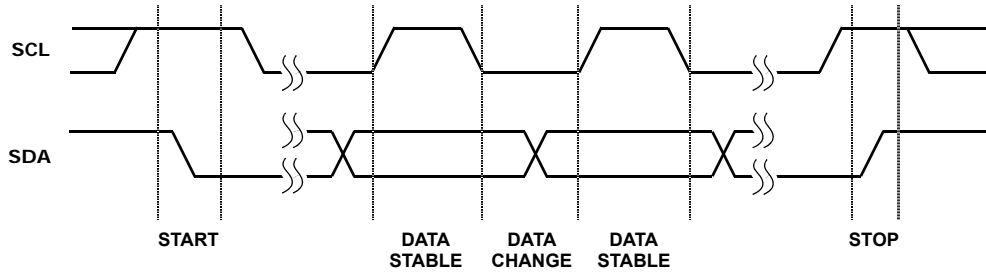 SCL
SDA
START
DATA
STABLE
DATA
CHANGE
DATA
STABLE
STOP